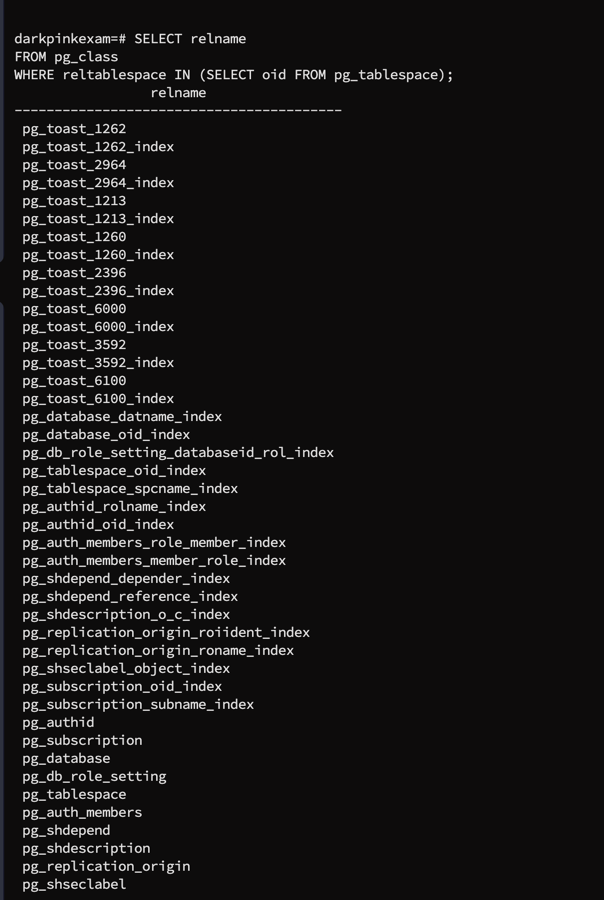 darkpinkexam=# SELECT relname
FROM pg_class
WHERE reltablespace IN (SELECT oid FROM pg_tablespace);
relname
-----------------------------------------
pg_toast_1262
pg_toast_1262_index
pg_toast_2964
pg_toast_2964_index
pg_toast_1213
pg_toast_1213_index
pg_toast_1260
pg_toast_1260_index
pg_toast_2396
pg_toast_2396_index
pg_toast_6000
pg_toast_6000_index
pg_toast_3592
pg_toast_3592_index
pg_toast_6100
pg_toast_6100_index
pg_database_datname_index
pg_database_oid_index
pg_db_role_setting_databaseid_rol_index
pg_tablespace_oid_index
pg_tablespace_spcname_index
pg_authid_rolname_index
pg_authid_oid_index
pg_auth_members_role_member_index
pg_auth_members_member_role_index
pg_shdepend_depender_index
pg_shdepend_reference_index
pg_shdescription_o_c_index
pg_replication_origin_roiident_index
pg_replication_origin_roname_index
pg_shseclabel_object_index
pg_subscription_oid_index
pg_subscription_subname_index
pg_authid
pg_subscription
pg_database
pg_db_role_setting
pg_tablespace
pg_auth_members
pg_shdepend
pg_shdescription
pg_replication_origin
pg_shseclabel